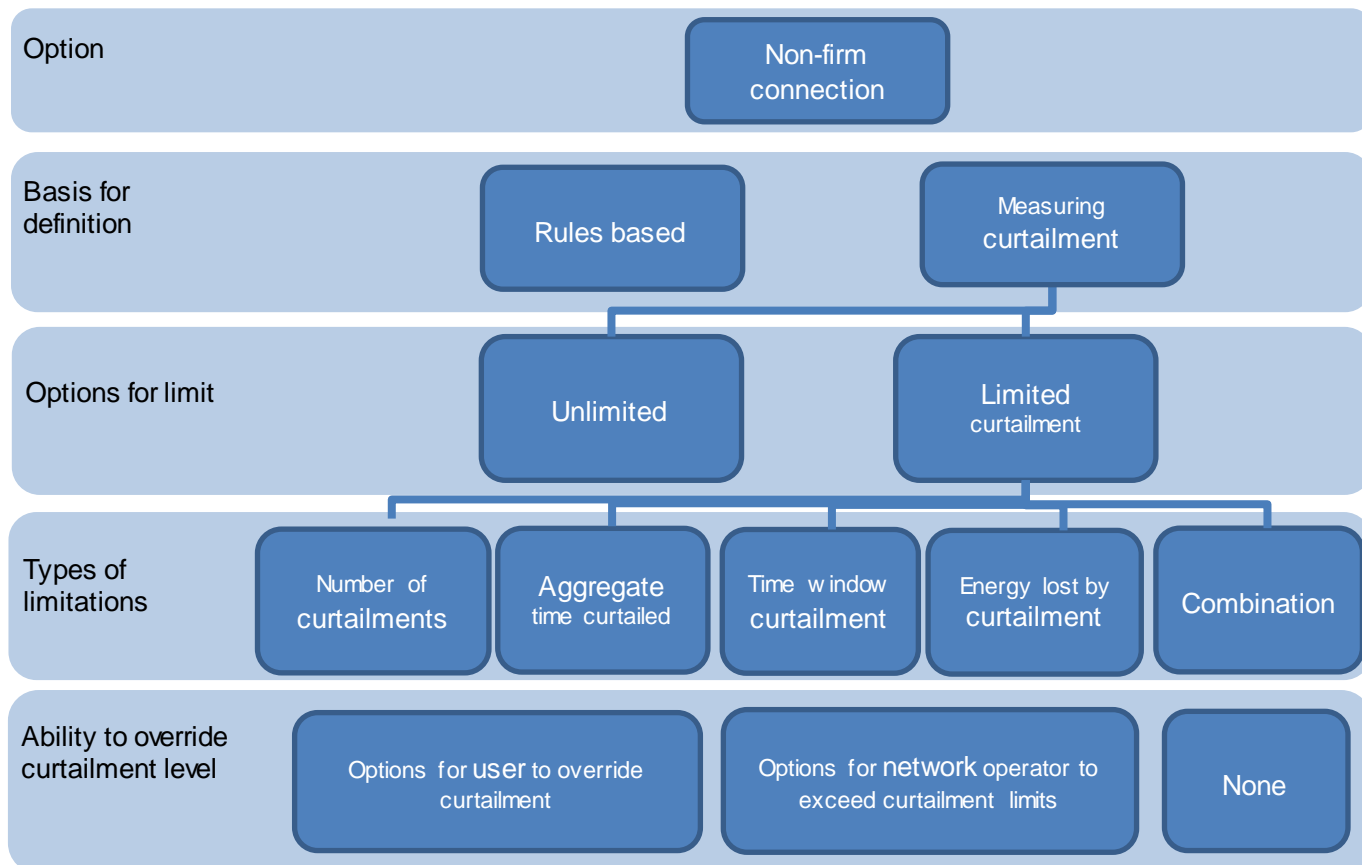 Option
Non-firm
connection
Basis for
definition
Rules based
Measuring
curtailment
Options for limit
Unlimited
Limited
curtailment
Types of
limitations
Number of
curtailments
Aggregate
time curtailed
Time window
curtailment
Energy lost by
curtailment
Combination
Ability to override
curtailment level
Options for user to override
curtailment
Options for network operator to
exceed curtailment limits
None